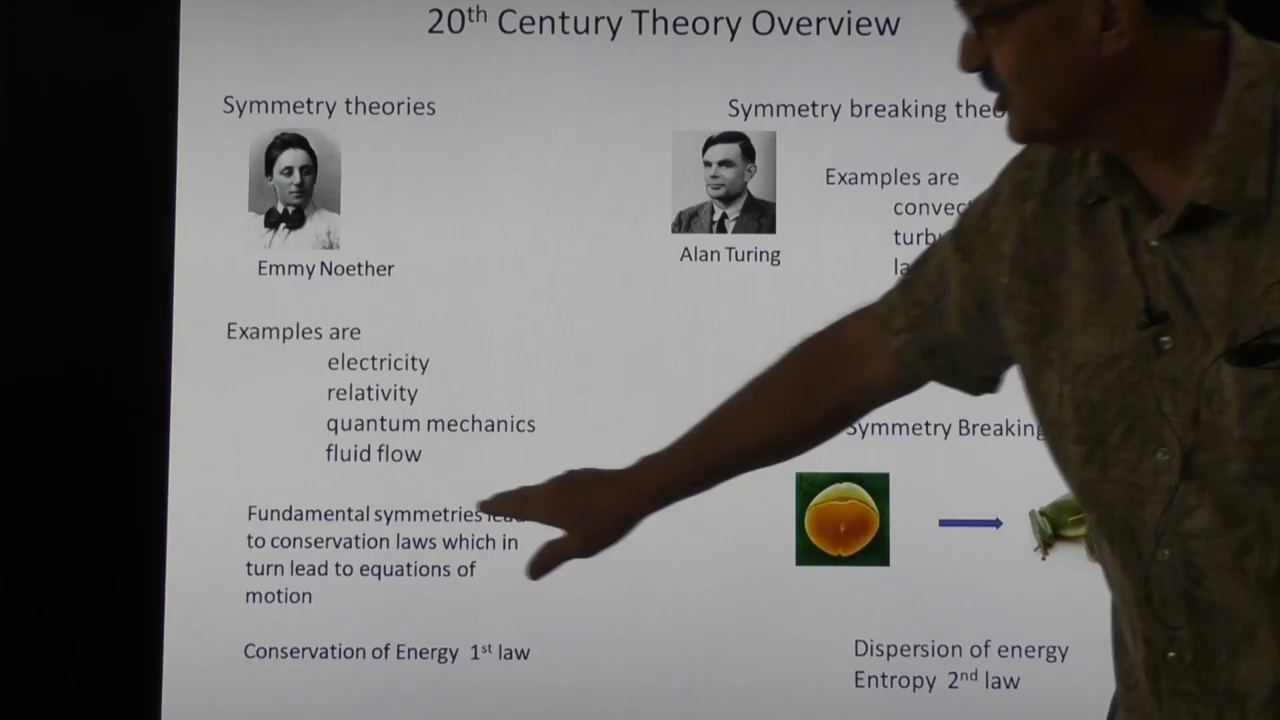 20th Century Theory Overview
Symmetry theories
Emmy Noether
Examples are
electricity
relativity
quantum mechanics
fluid flow
Fundamental symmetries
to conservation laws which in
turn lead to equations of
motion
Conservation of Energy 1st law
Symmetry breaking
Alan Turing
Examples are
Symmetry Breaking
Dispersion of energy
Entropy 2nd law